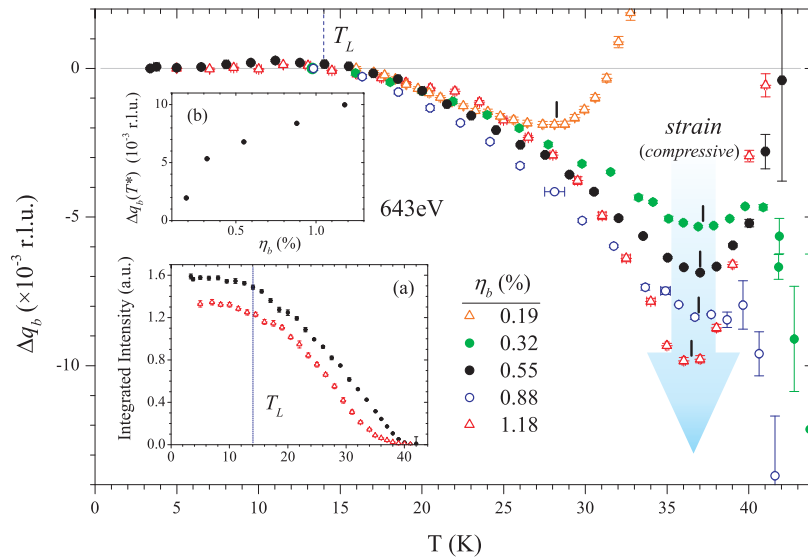 0
-5
-10
Δq_b (×10⁻³ r.l.u.)
T_L
(b)
Δq_b(T*) (10⁻³ r.l.u.)
10
5
0
0.5
1.0
η_b (%)
643eV
strain
(compressive)
(a)
Integrated Intensity (a.u.)
1.6
1.2
0.8
0.4
0.0
T_L
0
10
20
30
40
η_b (%)
0.19
0.32
0.55
0.88
1.18
0
5
10
15
20
25
30
35
40
T (K)